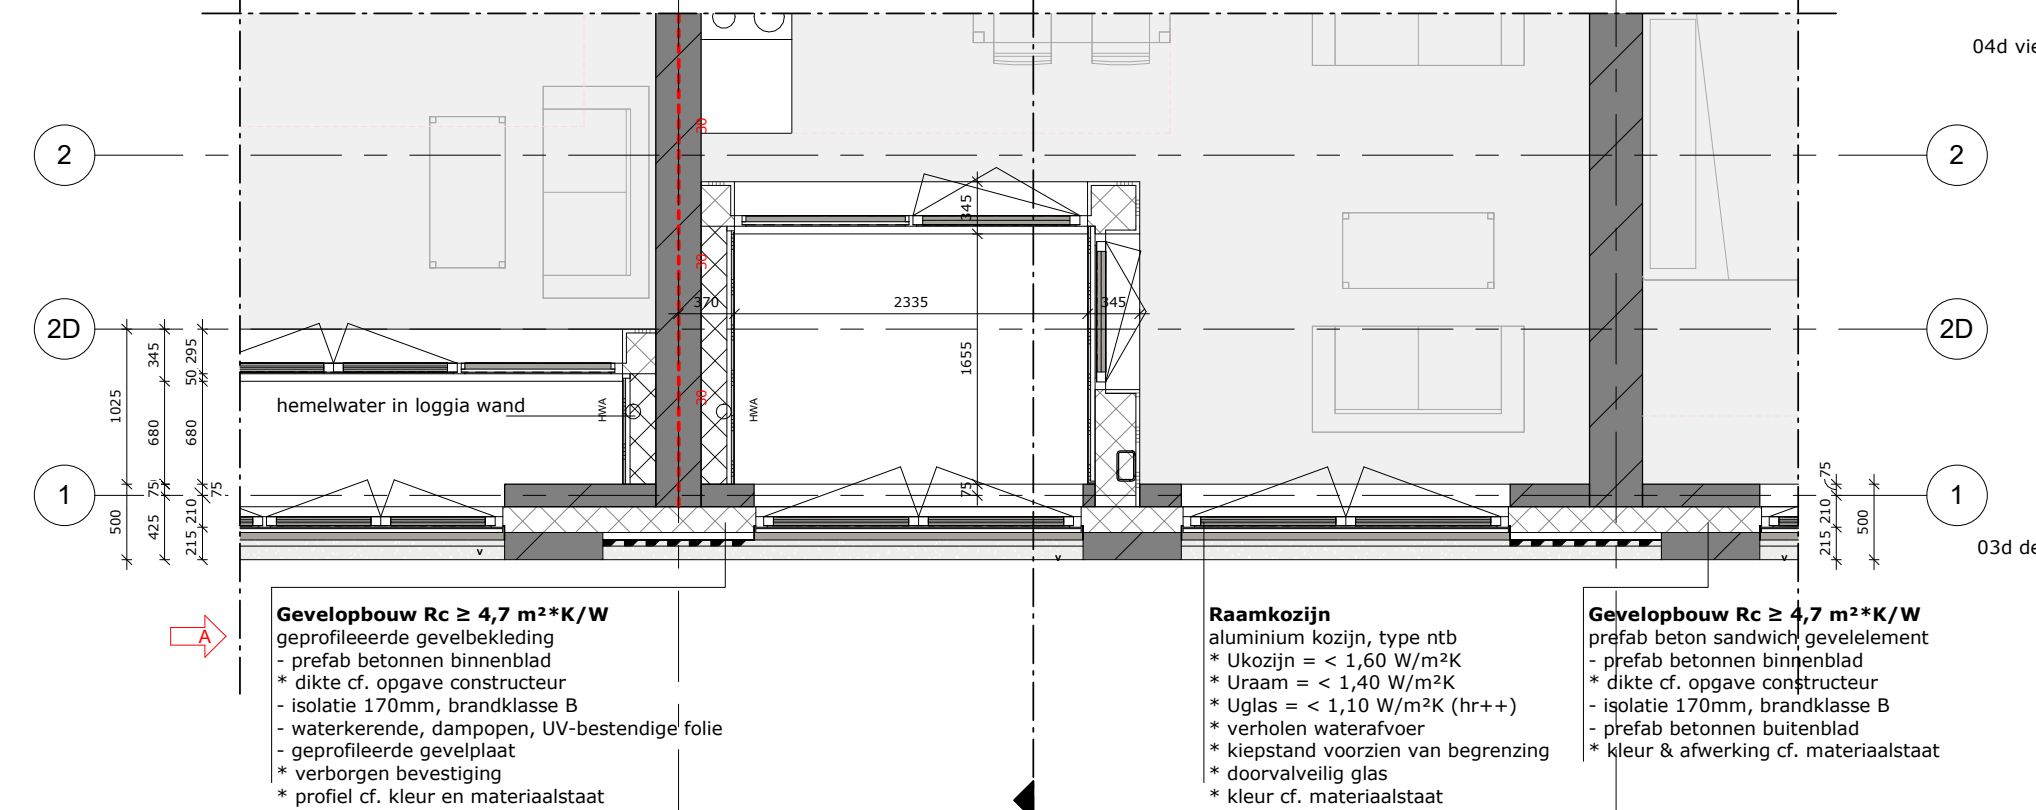 04d vie
2
2
30
345
30
370
2335
345
2D
2D
345
295
50
1025
680
680
1655
hemelwater in loggia wand
HWA
30
HWA
1
1
75
75
75
75
500
425
210
215
210
215
500
v
v
v
03d de
A
Gevelopbouw Rc ≥ 4,7 m²*K/W
geprofileeerde gevelbekleding
- prefab betonnen binnenblad
* dikte cf. opgave constructeur
- isolatie 170mm, brandklasse B
- waterkerende, dampopen, UV-bestendige folie
- geprofileerde gevelplaat
* verborgen bevestiging
* profiel cf. kleur en materiaalstaat
Raamkozijn
aluminium kozijn, type ntb
* Ukozijn = < 1,60 W/m²K
* Uraam = < 1,40 W/m²K
* Uglas = < 1,10 W/m²K (hr++)
* verholen waterafvoer
* kiepstand voorzien van begrenzing
* doorvalveilig glas
* kleur cf. materiaalstaat
Gevelopbouw Rc ≥ 4,7 m²*K/W
prefab beton sandwich gevelelement
- prefab betonnen binnenblad
* dikte cf. opgave constructeur
- isolatie 170mm, brandklasse B
- prefab betonnen buitenblad
* kleur & afwerking cf. materiaalstaat